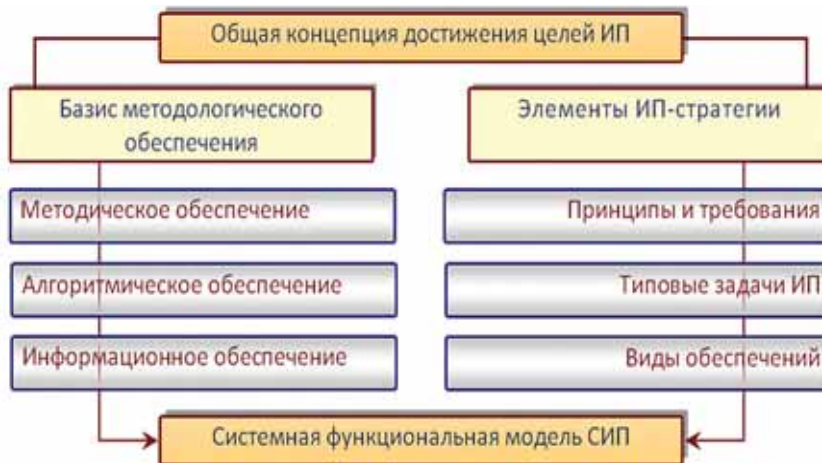 Общая концепция достижения целей ИП
Базис методологического
обеспечения
Элементы ИП-стратегии
Методическое обеспечение
Принципы и требования
Алгоритмическое обеспечение
Типовые задачи ИП
Информационное обеспечение
Виды обеспечений
Системная функциональная модель СИП